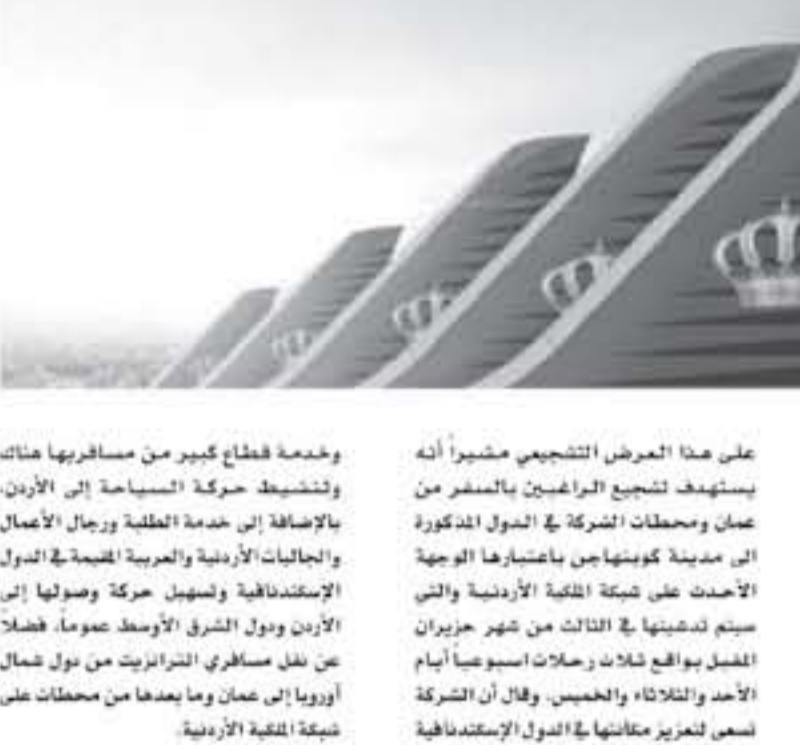 على هذا العرض التشجيعي مشيراً أنه
يستهدف تشجيع الراغبين بالسفر من
عمان ومحطات الشركة في الدول المذكورة
الى مدينة كوبنهاجن باعتبارها الوجهة
الأحدث على شبكة الملكية الأردنية والتي
سيتم تدشينها في الثالث من شهر حزيران
المقبل بواقع ثلاث رحلات اسبوعياً أيام
الأحد والثلاثاء والخميس. وقال أن الشركة
تسعى لتعزيز مكانتها في الدول الإسكندنافية
وخدمة قطاع كبير من مسافريها هناك
ولتنشيط حركة السياحة إلى الأردن،
بالإضافة إلى خدمة الطلبة ورجال الأعمال
والجاليات الأردنية والعربية المقيمة في الدول
الإسكندنافية وتسهيل حركة وصولها إلى
الأردن ودول الشرق الأوسط عموماً، فضلاً
عن نقل مسافري الترانزيت من دول شمال
أوروبا إلى عمان وما بعدها من محطات على
شبكة الملكية الأردنية.